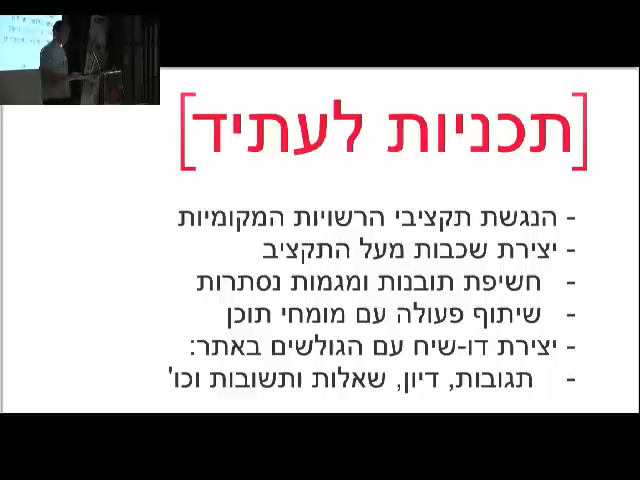 [תכניות לעתיד]
- הנגשת תקציבי הרשויות המקומיות
- יצירת שכבות מעל התקציב
- חשיפת תובנות ומגמות נסתרות
- שיתוף פעולה עם מומחי תוכן
- יצירת דו-שיח עם הגולשים באתר:
- תגובות, דיון, שאלות ותשובות וכו'